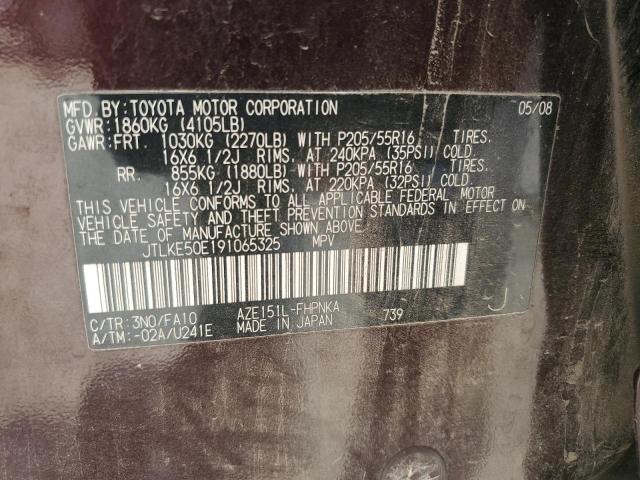 MFD. BY: TOYOTA MOTOR CORPORATION 05/08
GVWR: 1860KG (4105LB)
GAWR: FRT. 1030KG (2270LB) WITH P205/55R16 TIRES,
16X6 1/2J RIMS, AT 240KPA (35PSI) COLD
RR. 855KG (1880LB) WITH P205/55R16 TIRES,
16X6 1/2J RIMS, AT 220KPA (32PSI) COLD
THIS VEHICLE CONFORMS TO ALL APPLICABLE FEDERAL MOTOR
VEHICLE SAFETY AND THEFT PREVENTION STANDARDS IN EFFECT ON
THE DATE OF MANUFACTURE SHOWN ABOVE.
JTLKE50E191065325 MPV
C/TR: 3N0/FA10 AZE151L-FHPNKA
A/TM: -02A/U241E MADE IN JAPAN 739
J